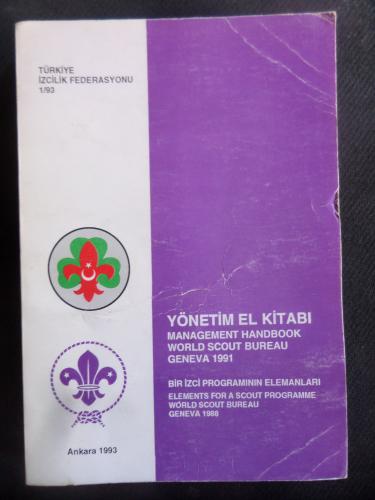 TÜRKİYE
İZCİLİK FEDERASYONU
1/93
YÖNETİM EL KİTABI
MANAGEMENT HANDBOOK
WORLD SCOUT BUREAU
GENEVA 1991
BİR İZCİ PROGRAMININ ELEMANLARI
ELEMENTS FOR A SCOUT PROGRAMME
WORLD SCOUT BUREAU
GENEVA 1988
Ankara 1993